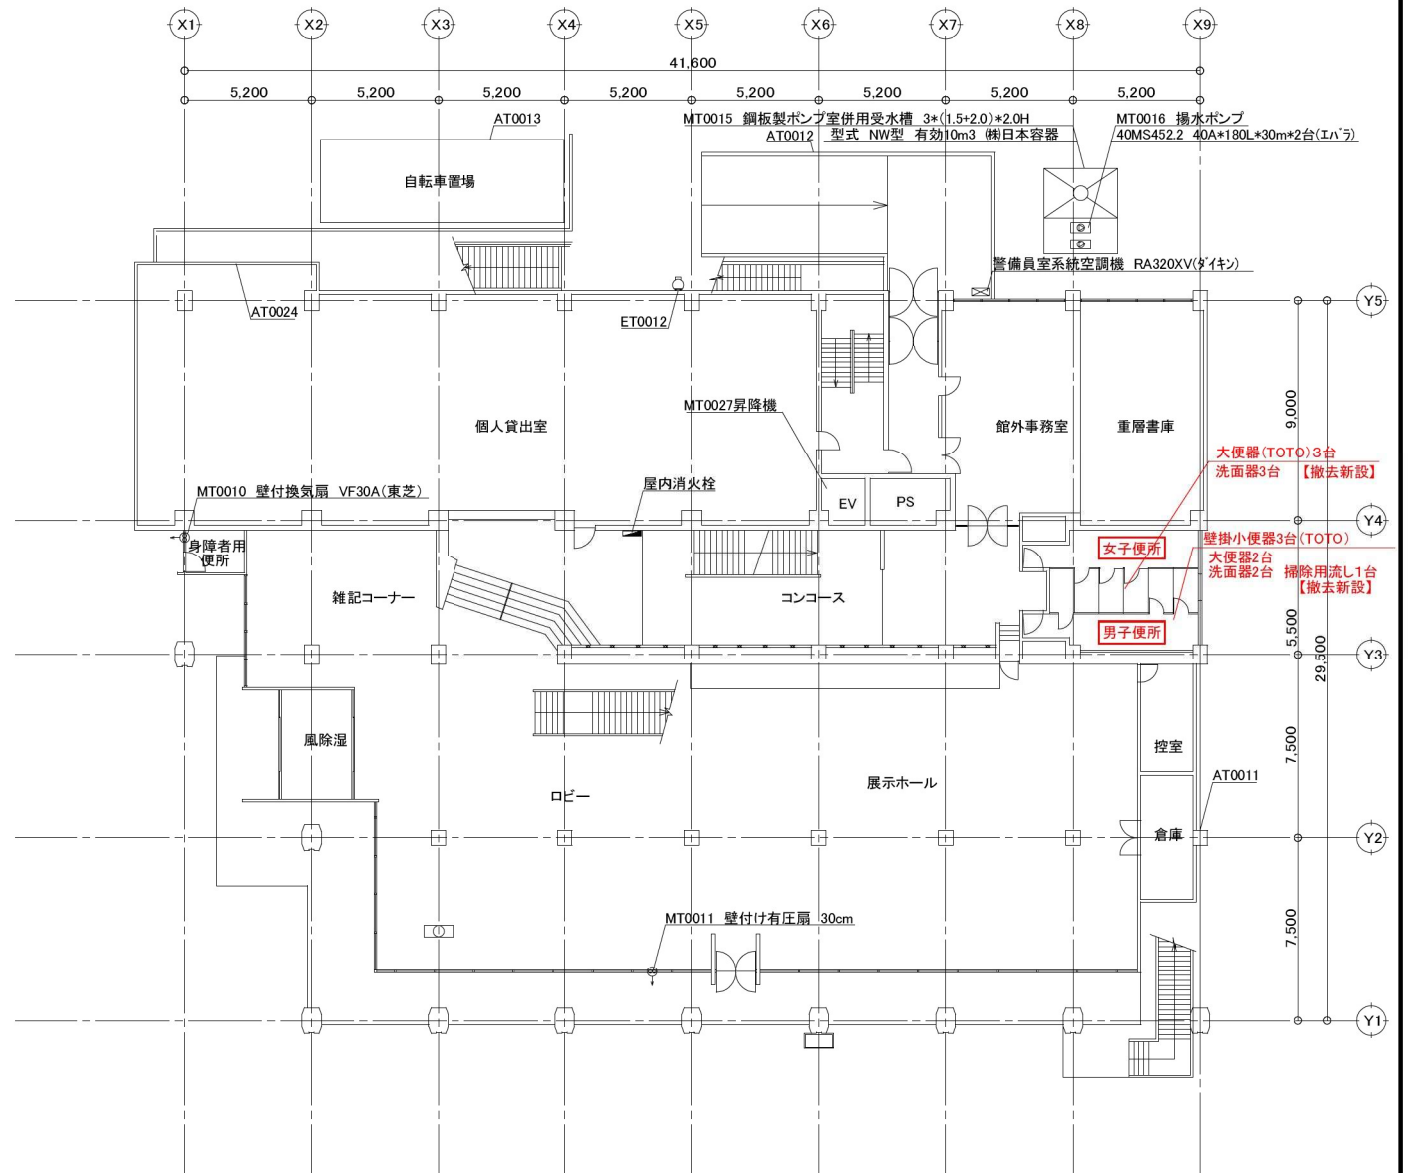 X1 X2 X3 X4 X5 X6 X7 X8 X9
41,600
5,200 5,200 5,200 5,200 5,200 5,200 5,200 5,200
AT0013
MT0015 鋼板製ポンプ室併用受水槽 3*(1.5+2.0)*2.0H
AT0012 型式 NW型 有効10m3 ㈱日本容器
MT0016 揚水ポンプ
40MS452.2 40A*180L*30m*2台(エバラ)
自転車置場
警備員室系統空調機 RA320XV(ダイキン)
AT0024
ET0012
Y5
MT0027昇降機
9,000
個人貸出室
館外事務室
重層書庫
大便器(TOTO)3台
洗面器3台 【撤去新設】
MT0010 壁付換気扇 VF30A(東芝)
屋内消火栓
EV
PS
Y4
身障者用
便所
女子便所
壁掛小便器3台(TOTO)
大便器2台
洗面器2台 掃除用流し1台
【撤去新設】
雑記コーナー
コンコース
男子便所
5,500
29,500
Y3
風除湿
控室
7,500
展示ホール
ロビー
AT0011
倉庫
Y2
MT0011 壁付け有圧扇 30cm
7,500
Y1